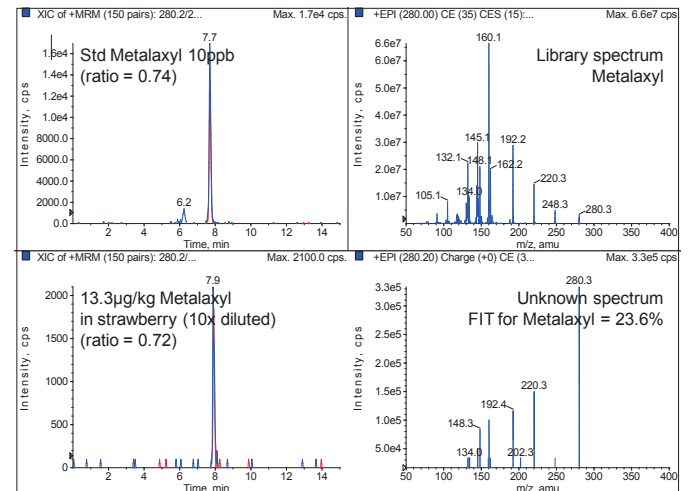 XIC of +MRM (150 pairs): 280.2/2... Max. 1.7e4 cps.
7.7
Std Metalaxyl 10ppb
(ratio = 0.74)
6.2
1.6e4
1.4e4
1.2e4
1.0e4
8000.0
6000.0
4000.0
2000.0
0.0
Intensity, cps
2 4 6 8 10 12 14
Time, min
+EPI (280.00) CE (35) CES (15):... Max. 6.6e7 cps.
160.1
Library spectrum
Metalaxyl
145.1
192.2
132.1
148.1
162.2
134.0
220.3
105.1
248.3
280.3
6.6e7
6.0e7
5.0e7
4.0e7
3.0e7
2.0e7
1.0e7
Intensity, cps
50 100 150 200 250 300 350 400
m/z, amu
XIC of +MRM (150 pairs): 280.2/... Max. 2100.0 cps.
7.9
13.3µg/kg Metalaxyl
in strawberry (10x diluted)
(ratio = 0.72)
2000
1500
1000
500
0
Intensity, cps
2 4 6 8 10 12 14
Time, min
+EPI (280.20) Charge (+0) CE (3... Max. 3.3e5 cps.
280.3
Unknown spectrum
FIT for Metalaxyl = 23.6%
220.3
192.4
148.3
134.0
202.3
3.3e5
3.0e5
2.5e5
2.0e5
1.5e5
1.0e5
5.0e4
Intensity, cps
50 100 150 200 250 300 350 400
m/z, amu